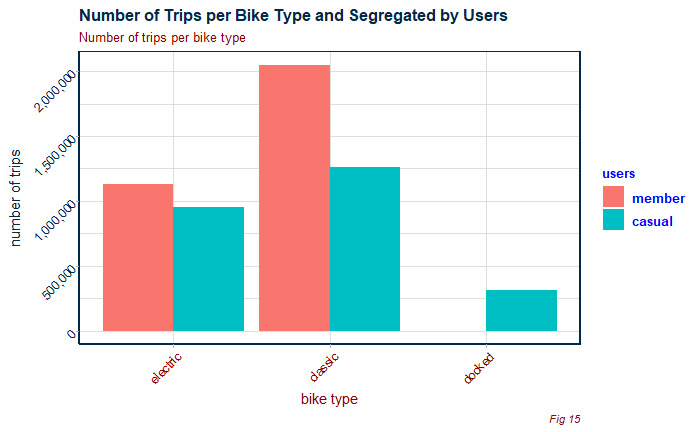 Number of Trips per Bike Type and Segregated by Users
Number of trips per bike type
number of trips
2,000,000
1,500,000
1,000,000
500,000
0
electric
classic
docked
bike type
users
member
casual
Fig 15